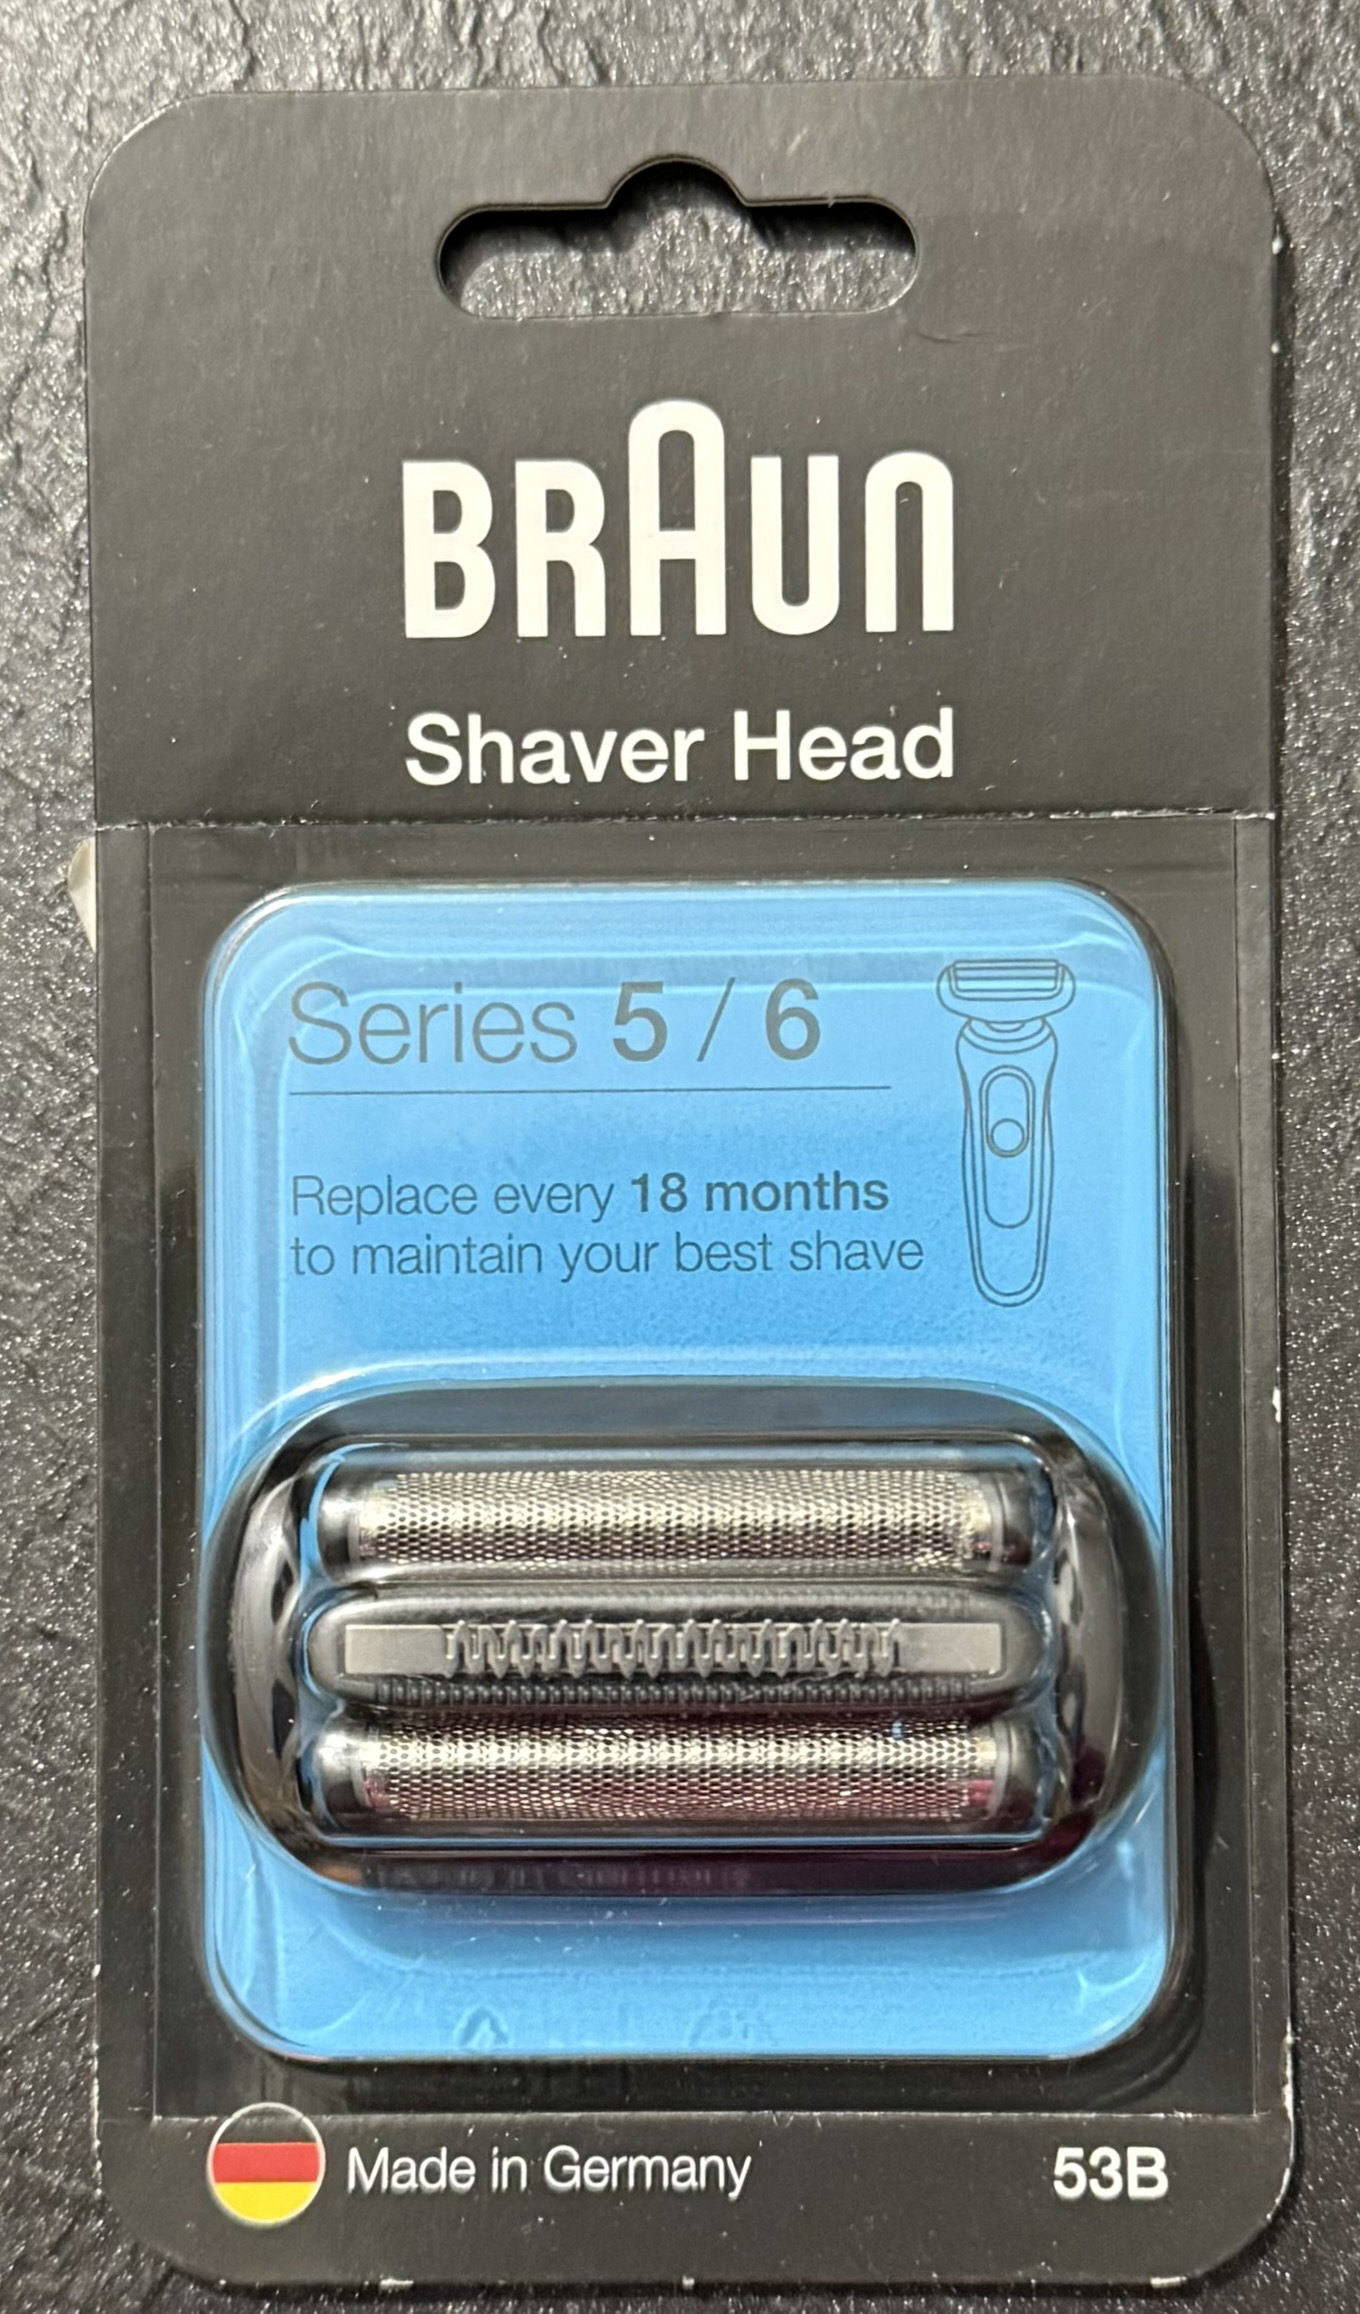 BRAUN
Shaver Head
Series 5 / 6
Replace every 18 months
to maintain your best shave
Made in Germany
53B